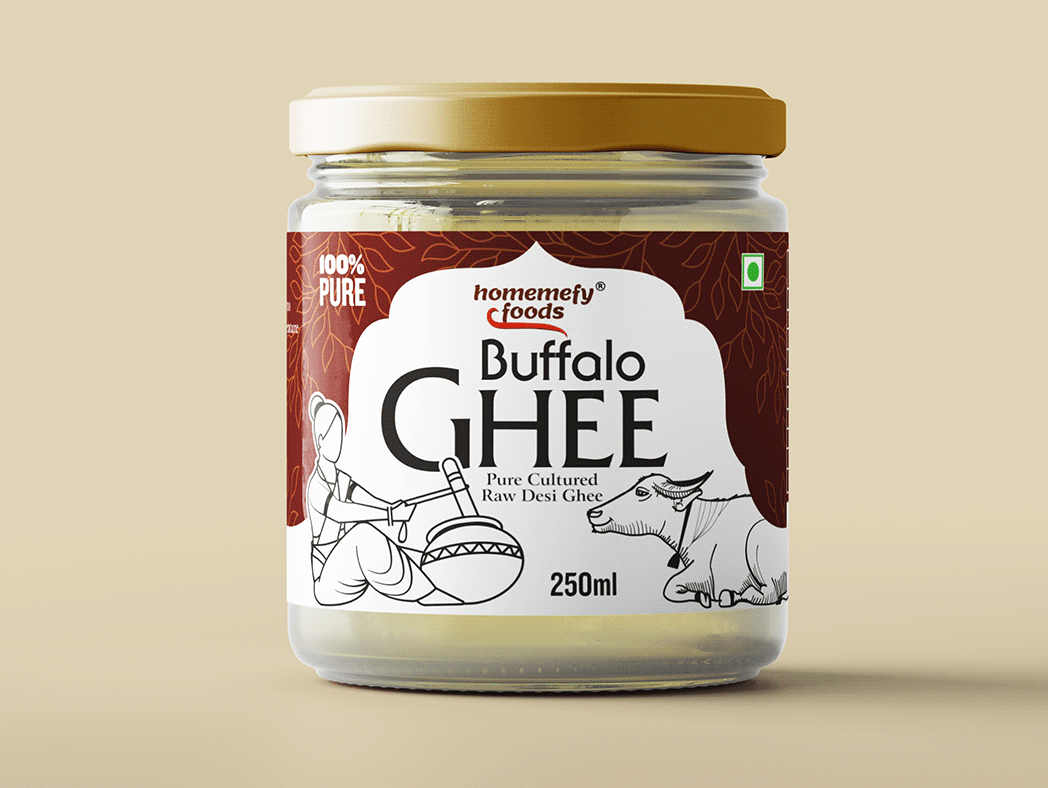 100%
PURE
homemefy®
foods
Buffalo
GHEE
Pure Cultured
Raw Desi Ghee
250ml